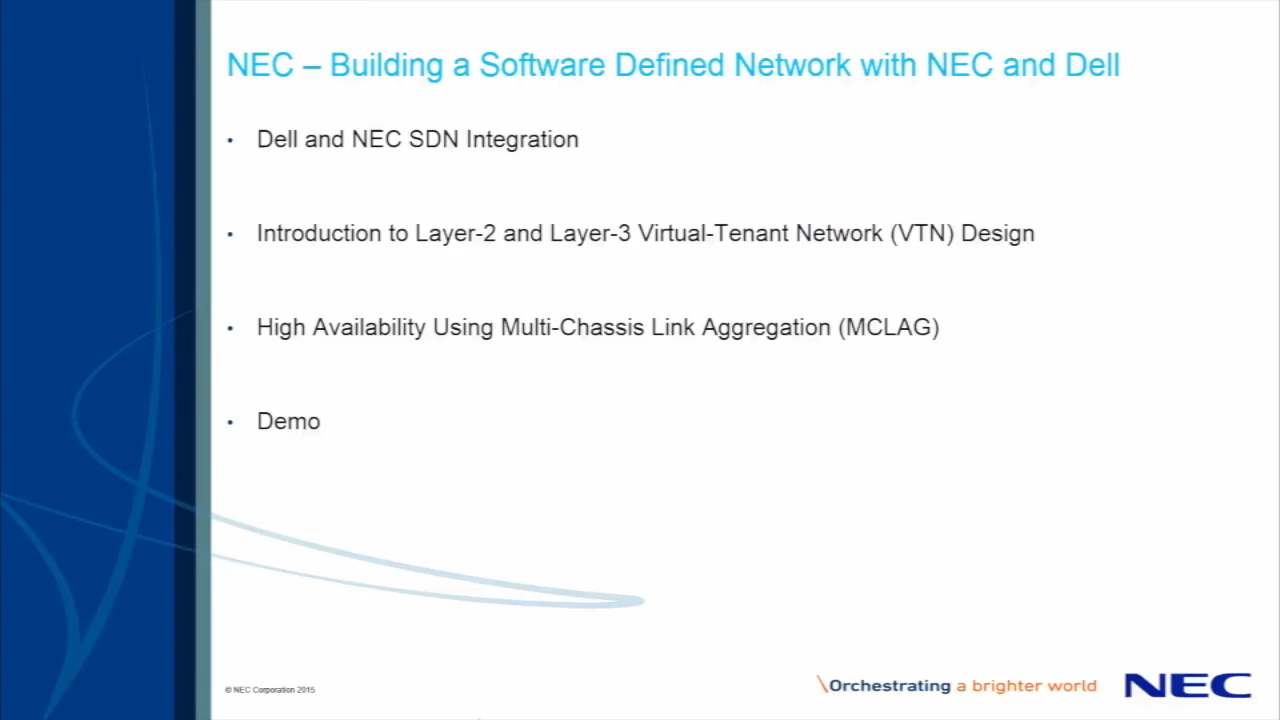 NEC – Building a Software Defined Network with NEC and Dell
• Dell and NEC SDN Integration
• Introduction to Layer-2 and Layer-3 Virtual-Tenant Network (VTN) Design
• High Availability Using Multi-Chassis Link Aggregation (MCLAG)
• Demo
© NEC Corporation 2015
\Orchestrating a brighter world
NEC